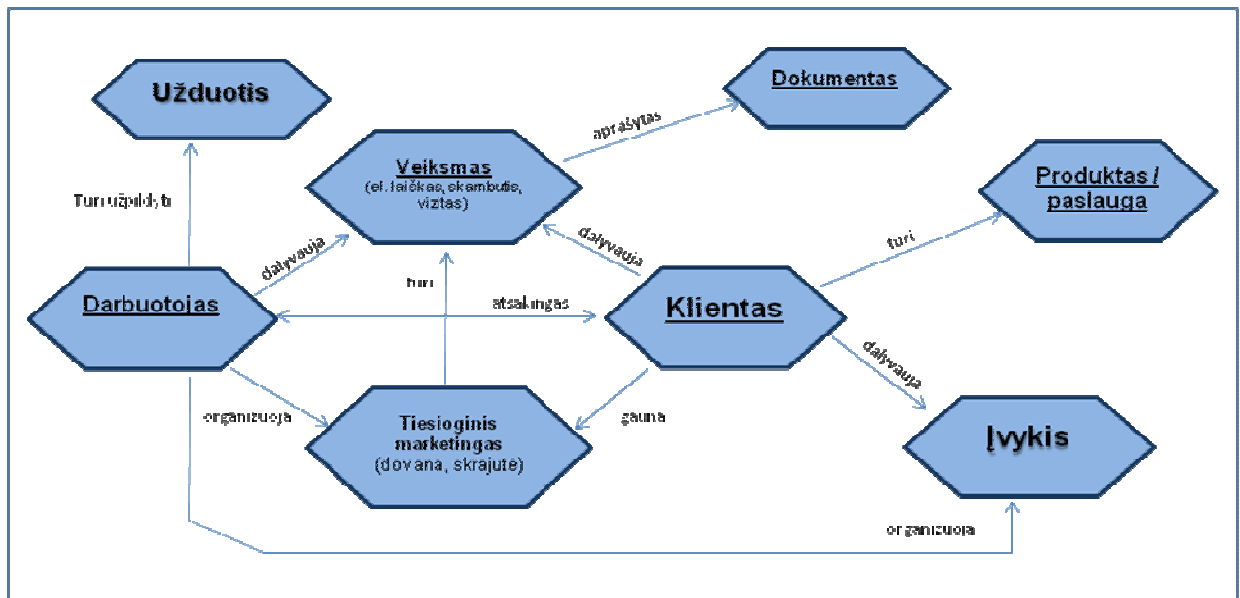 Užduotis
Dokumentas
aprašytas
Veiksmas
(el. laiškas, skambutis,
viztas)
Produktas /
paslauga
Turi užpildyti
dalyvauja
dalyvauja
turi
turi
Darbuotojas
atsakingas
Klientas
dalyvauja
organizuoja
Tiesioginis
marketingas
(dovana, skrajutė)
gauna
Įvykis
organizuoja